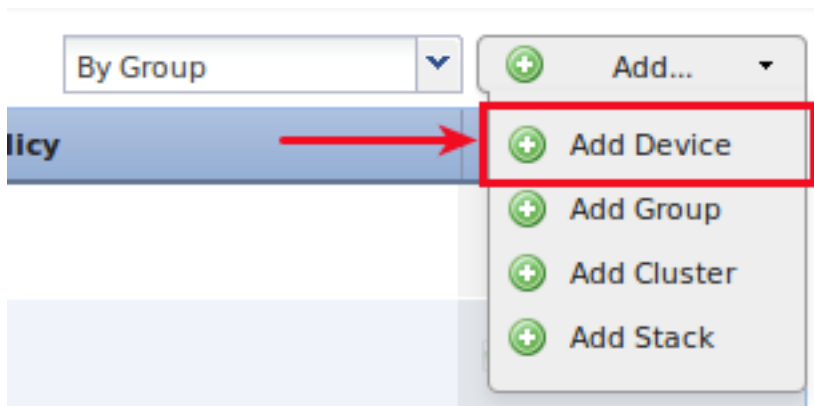 By Group
Add...
licy
Add Device
Add Group
Add Cluster
Add Stack